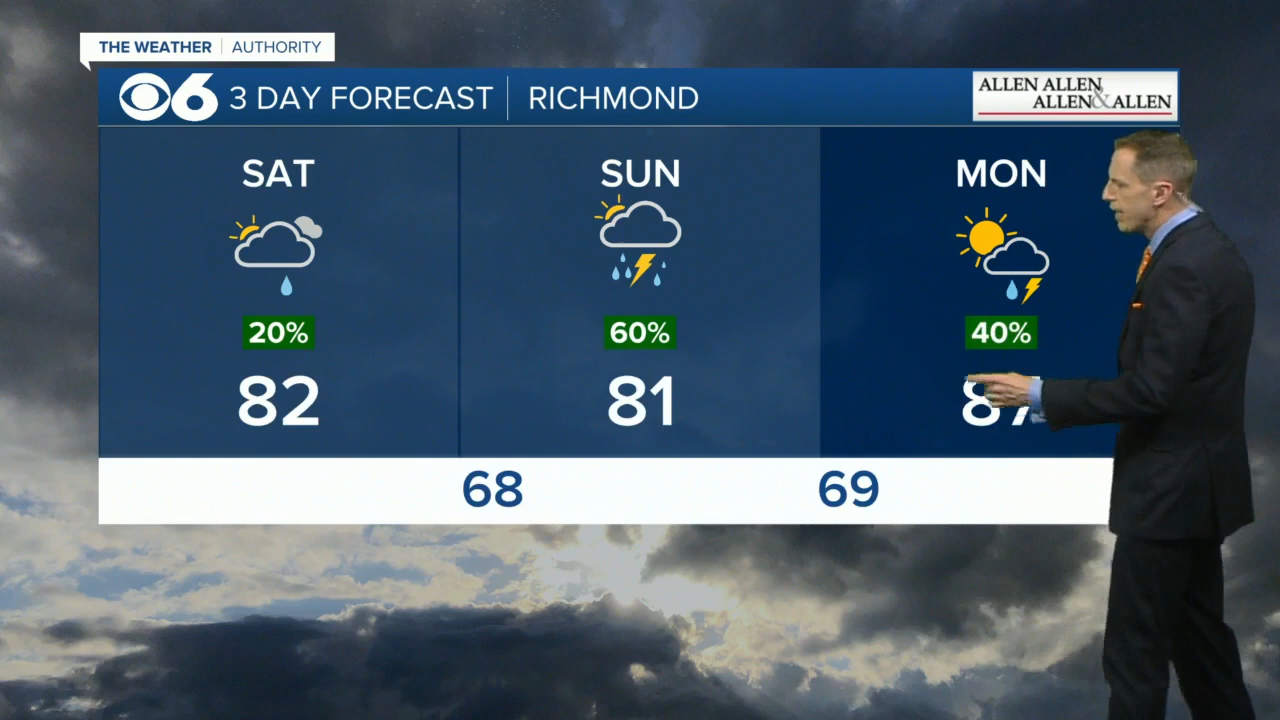 THE WEATHER | AUTHORITY
6 3 DAY FORECAST | RICHMOND
ALLEN ALLEN
ALLEN & ALLEN
SAT SUN MON
20% 60% 40%
82 81 87
68 69